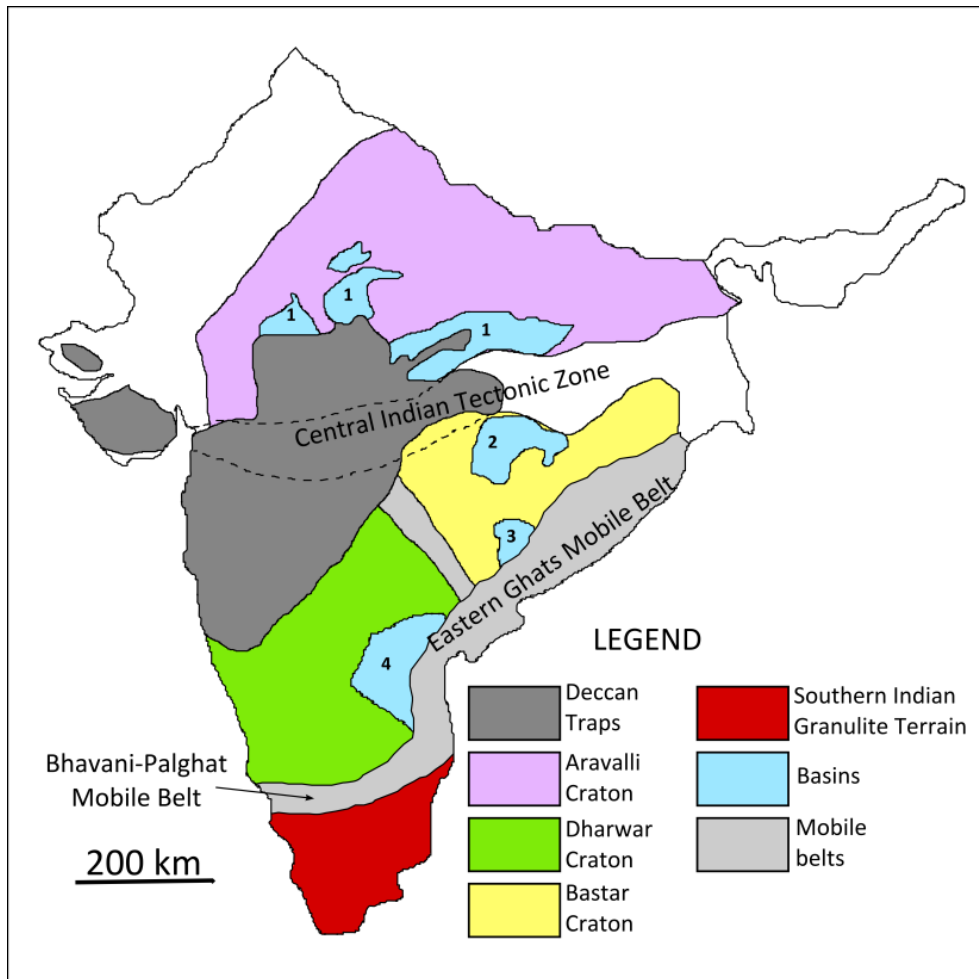 1
1
1
Central Indian Tectonic Zone
2
3
Eastern Ghats Mobile Belt
4
Bhavani-Palghat
Mobile Belt
200 km
LEGEND
Deccan
Traps
Aravalli
Craton
Dharwar
Craton
Bastar
Craton
Southern Indian
Granulite Terrain
Basins
Mobile
belts